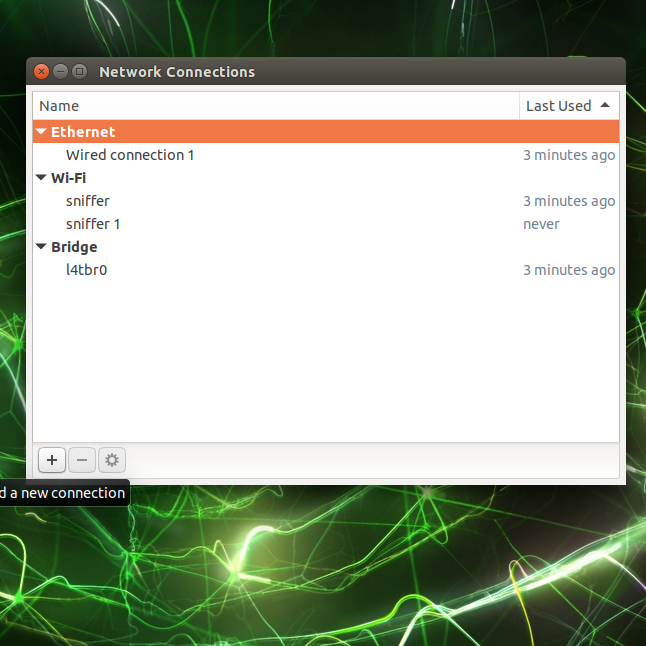 Network Connections
Name Last Used
Ethernet
Wired connection 1 3 minutes ago
Wi-Fi
sniffer 3 minutes ago
sniffer 1 never
Bridge
l4tbr0 3 minutes ago
d a new connection